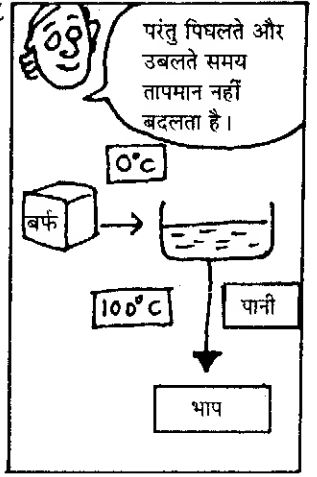 परंतु पिघलते और
उबलते समय
तापमान नहीं
बदलता है।
0°C
बर्फ
100°C
पानी
भाप